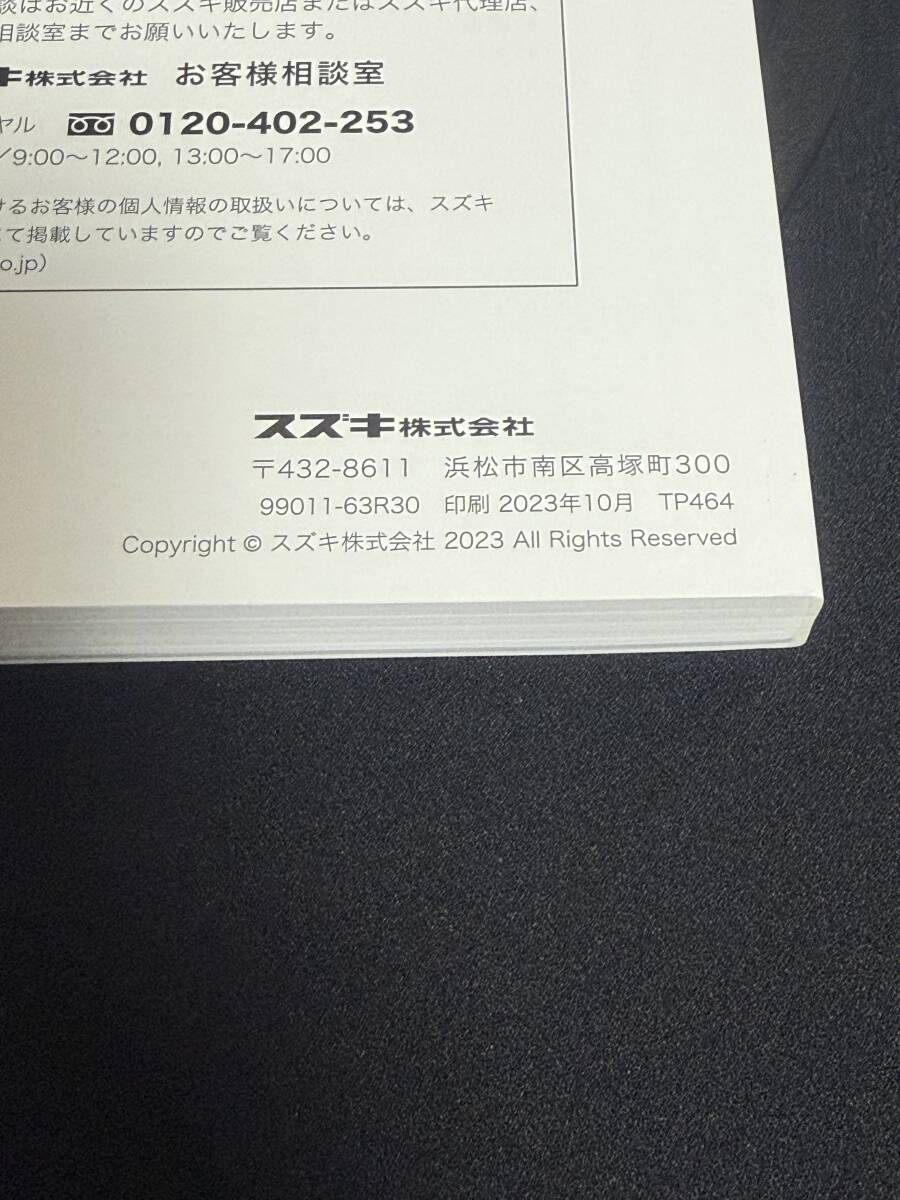 談はお近くのスズキ販売店またはスズキ代理店、
相談室までお願いいたします。
キ株式会社 お客様相談室
ヤル 0120-402-253
/9:00〜12:00, 13:00〜17:00
けるお客様の個人情報の取扱いについては、スズキ
て掲載していますのでご覧ください。
o.jp)
スズキ株式会社
〒432-8611 浜松市南区高塚町300
99011-63R30 印刷 2023年10月 TP464
Copyright © スズキ株式会社 2023 All Rights Reserved